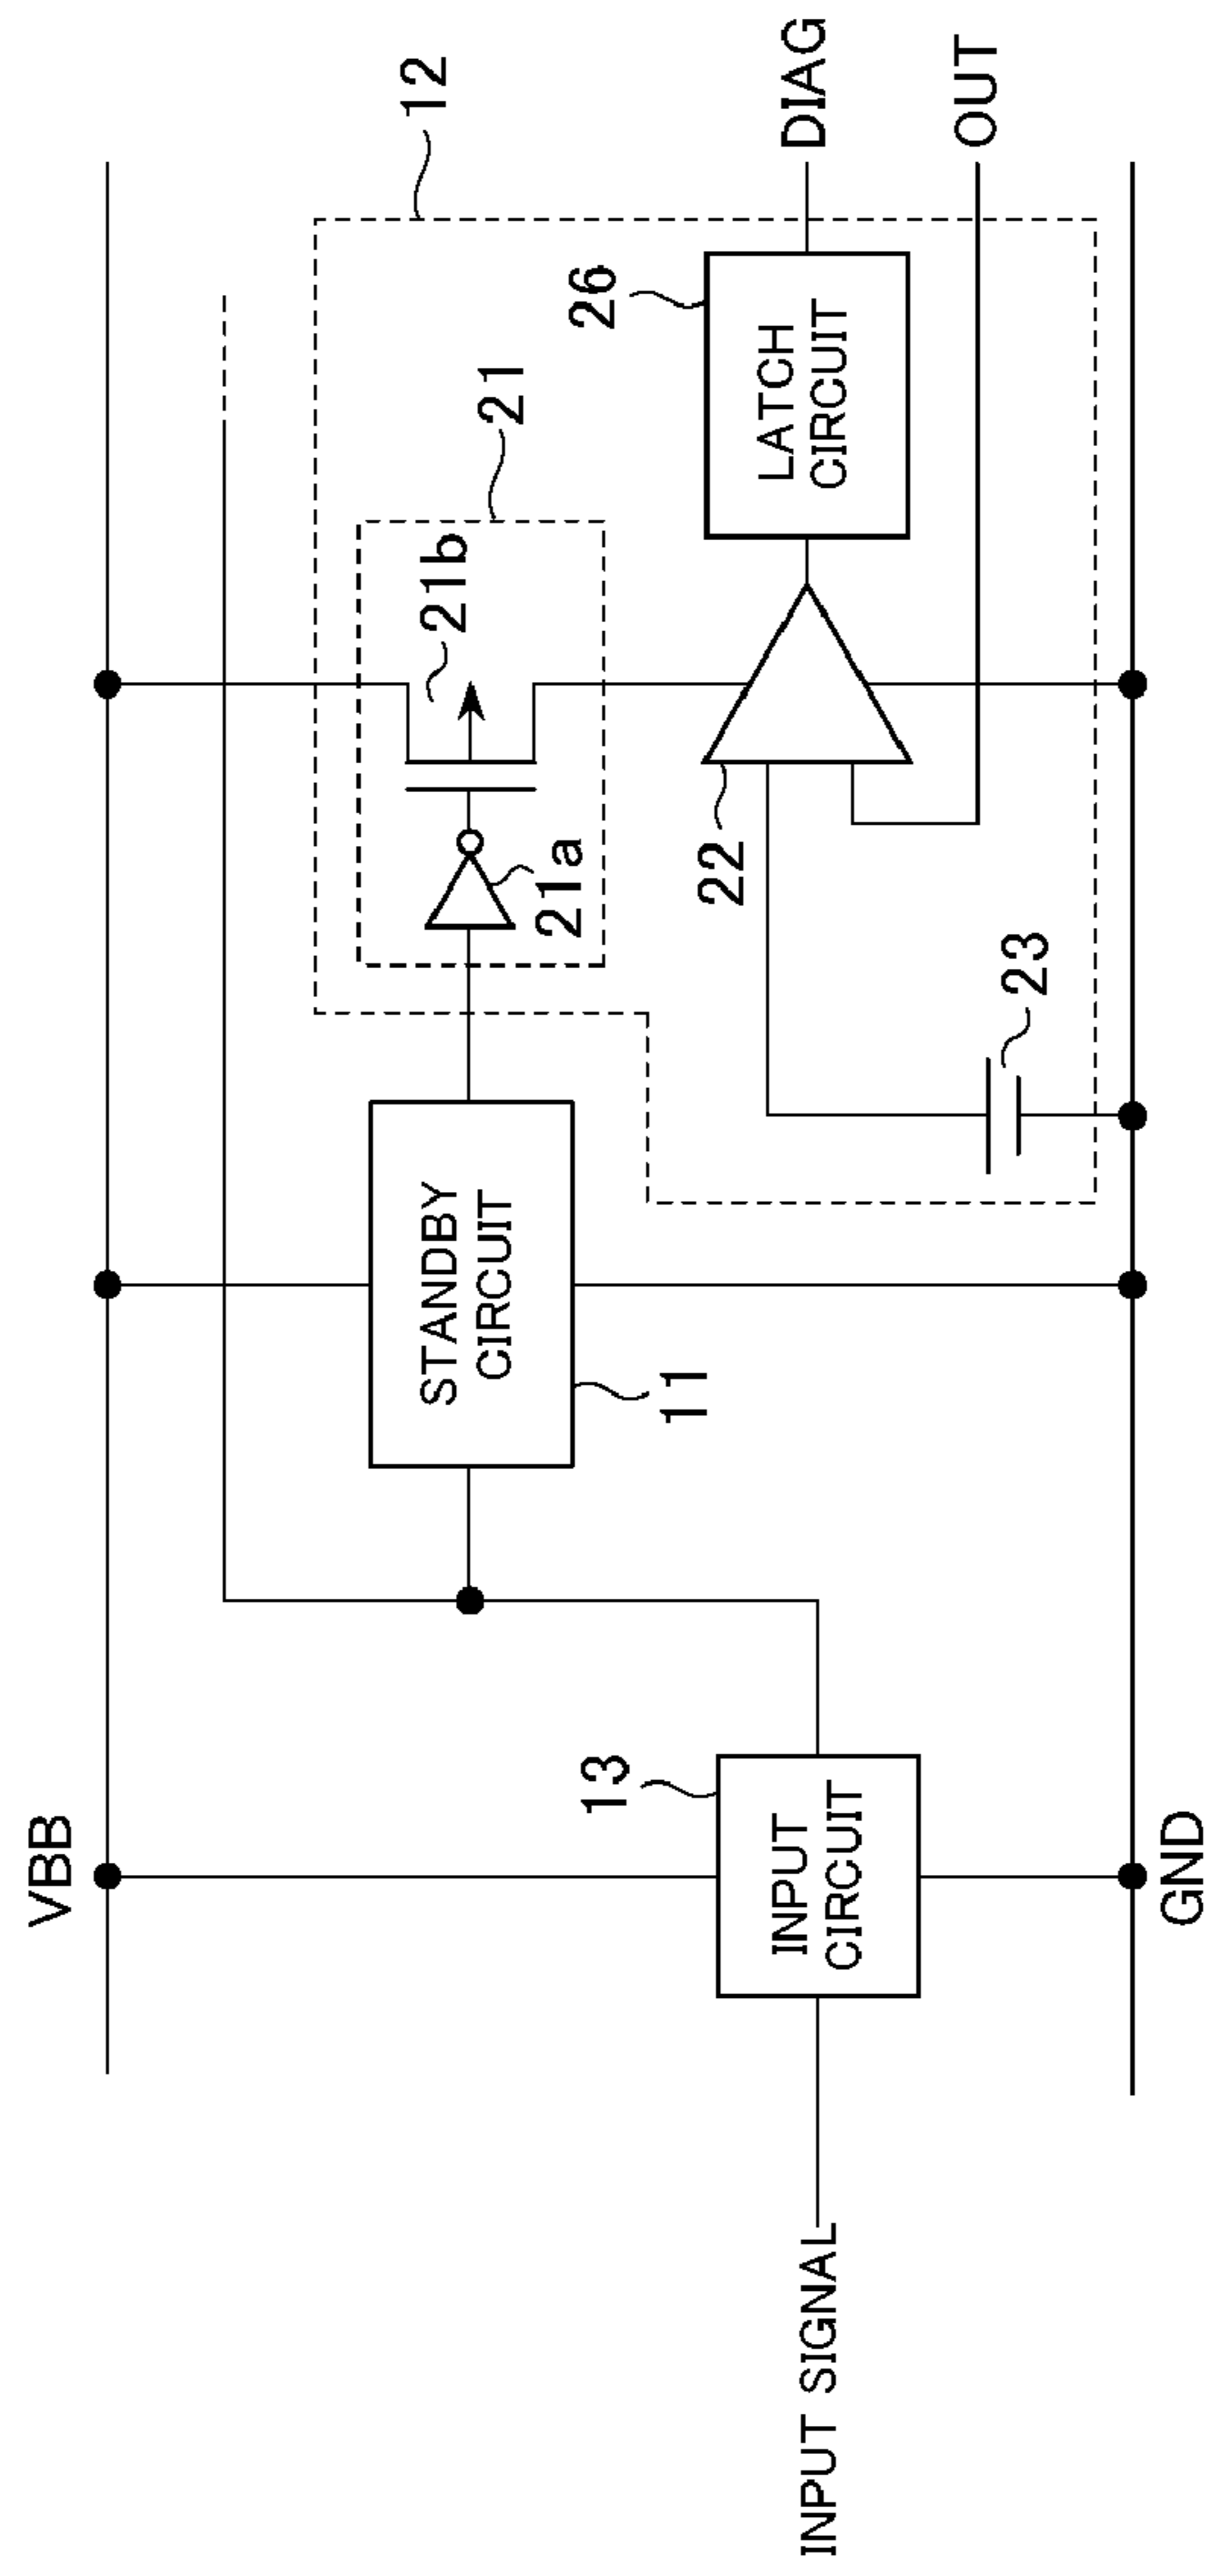 VBB
12
21
21b
21a
26
LATCH
CIRCUIT
DIAG
OUT
22
23
STANDBY
CIRCUIT
11
13
INPUT
CIRCUIT
INPUT SIGNAL
GND